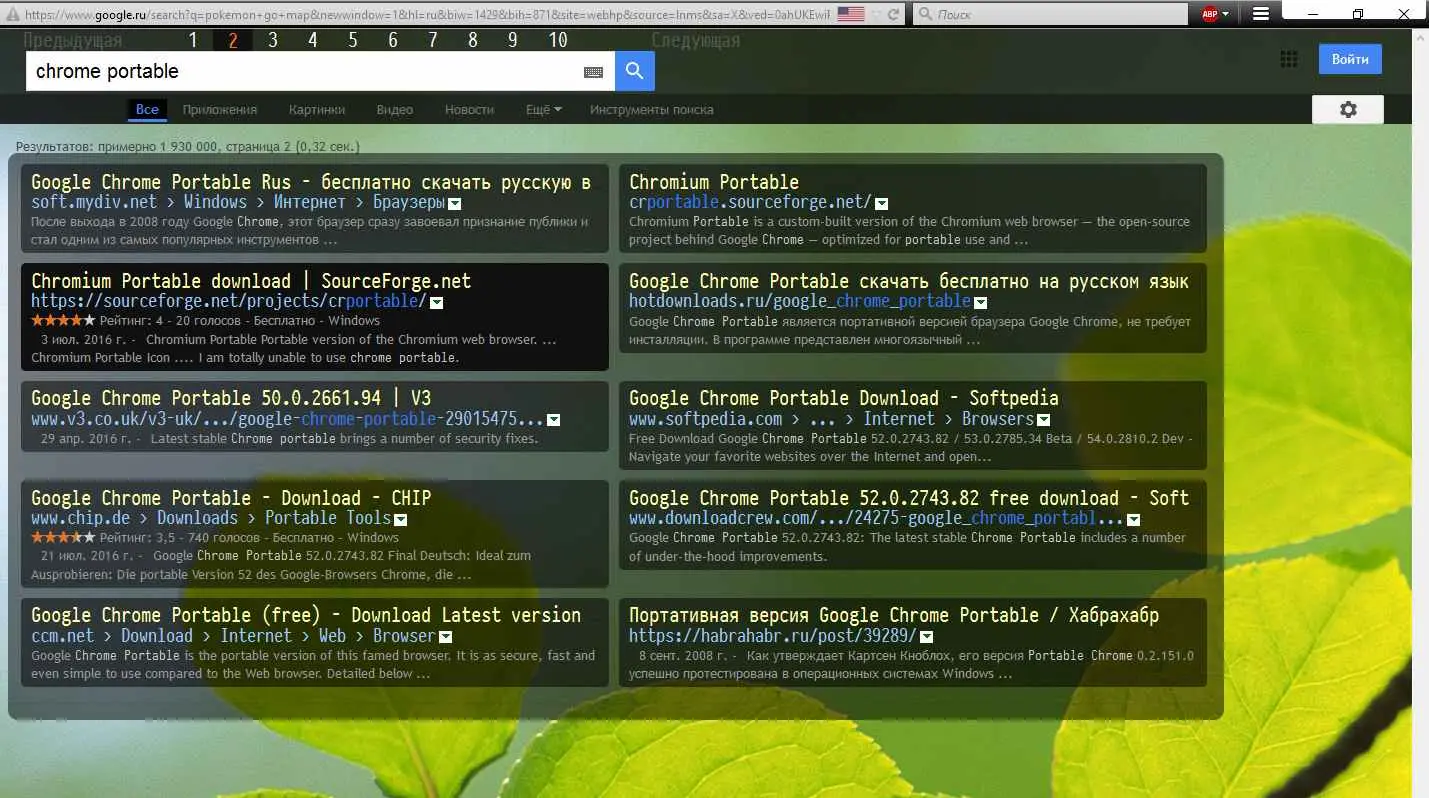 https://www.google.ru/search?q=pokemon+go+map&newwindow=1&hl=ru&biw=1429&bih=871&site=webhp&source=lnms&sa=X&ved=0ahUKEwi
Поиск
ABP
Предыдущая 1 2 3 4 5 6 7 8 9 10 Следующая
chrome portable
Войти
Все Приложения Картинки Видео Новости Ещё Инструменты поиска
Результатов: примерно 1 930 000, страница 2 (0,32 сек.)
Google Chrome Portable Rus - бесплатно скачать русскую в
soft.mydiv.net › Windows › Интернет › Браузеры
После выхода в 2008 году Google Chrome, этот браузер сразу завоевал признание публики и
стал одним из самых популярных инструментов ...
Chromium Portable
crportable.sourceforge.net/
Chromium Portable is a custom-built version of the Chromium web browser — the open-source
project behind Google Chrome — optimized for portable use and ...
Chromium Portable download | SourceForge.net
https://sourceforge.net/projects/crportable/
Рейтинг: 4 - 20 голосов - Бесплатно - Windows
3 июл. 2016 г. - Chromium Portable Portable version of the Chromium web browser. ...
Chromium Portable Icon .... I am totally unable to use chrome portable.
Google Chrome Portable скачать бесплатно на русском язык
hotdownloads.ru/google_chrome_portable
Google Chrome Portable является портативной версией браузера Google Chrome, не требует
инсталляции. В программе представлен многоязычный ...
Google Chrome Portable 50.0.2661.94 | V3
www.v3.co.uk/v3-uk/.../google-chrome-portable-29015475...
29 апр. 2016 г. - Latest stable Chrome portable brings a number of security fixes.
Google Chrome Portable Download - Softpedia
www.softpedia.com › ... › Internet › Browsers
Free Download Google Chrome Portable 52.0.2743.82 / 53.0.2785.34 Beta / 54.0.2810.2 Dev -
Navigate your favorite websites over the Internet and open...
Google Chrome Portable - Download - CHIP
www.chip.de › Downloads › Portable Tools
Рейтинг: 3,5 - 740 голосов - Бесплатно - Windows
21 июл. 2016 г. - Google Chrome Portable 52.0.2743.82 Final Deutsch: Ideal zum
Ausprobieren: Die portable Version 52 des Google-Browsers Chrome, die ...
Google Chrome Portable 52.0.2743.82 free download - Soft
www.downloadcrew.com/.../24275-google_chrome_portabl...
Google Chrome Portable 52.0.2743.82: The latest stable Chrome Portable includes a number
of under-the-hood improvements.
Google Chrome Portable (free) - Download Latest version
ccm.net › Download › Internet › Web › Browser
Google Chrome Portable is the portable version of this famed browser. It is as secure, fast and
even simple to use compared to the Web browser. Detailed below ...
Портативная версия Google Chrome Portable / Хабрахабр
https://habrahabr.ru/post/39289/
8 сент. 2008 г. - Как утверждает Картсен Кноблох, его версия Portable Chrome 0.2.151.0
успешно протестирована в операционных системах Windows ...